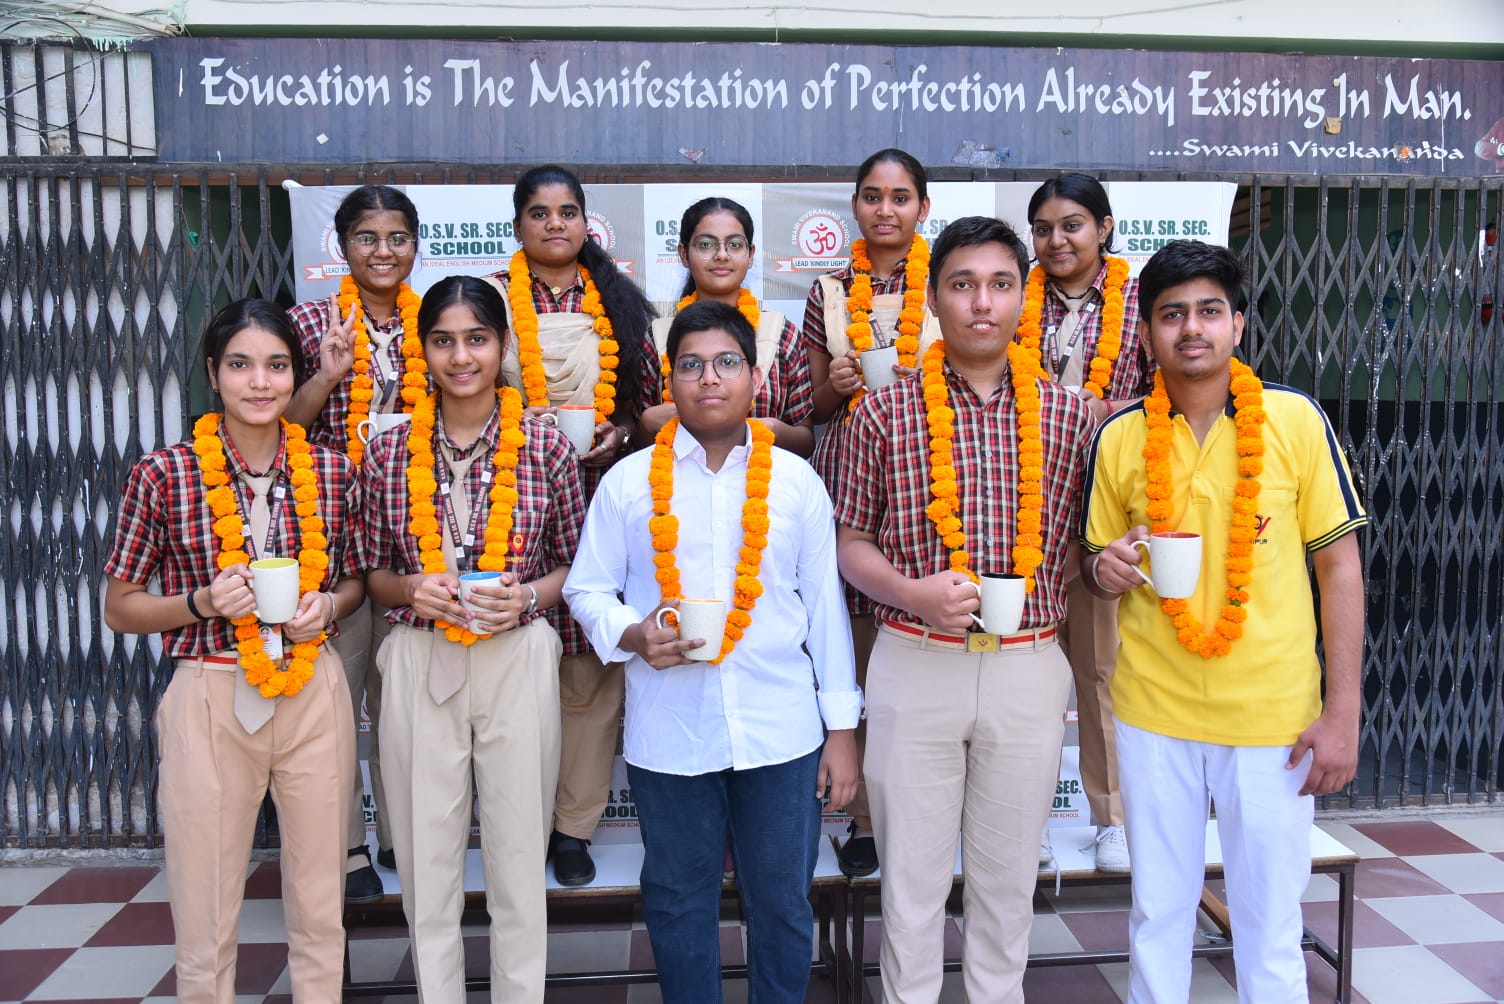 Education is The Manifestation of Perfection Already Existing In Man.
....Swami Vivekananda
O.S.V. SR. SEC.
SCHOOL
AN IDEAL ENGLISH MEDIUM SCHOOL
LEAD 'KINDLY
SWAMI VIVEKANAND SCHOOL
LEAD 'KINDLY LIGHT'
O.S.V. SR. SEC.
SCHOOL